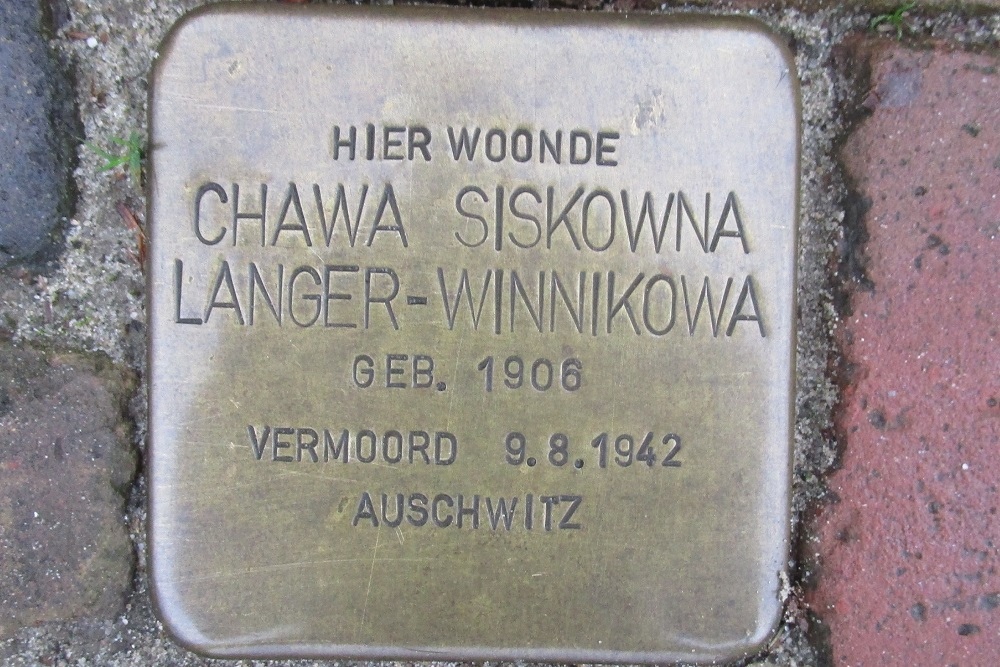 HIER WOONDE
CHAWA SISKOWNA
LANGER-WINNIKOWA
GEB. 1906
VERMOORD 9.8.1942
AUSCHWITZ